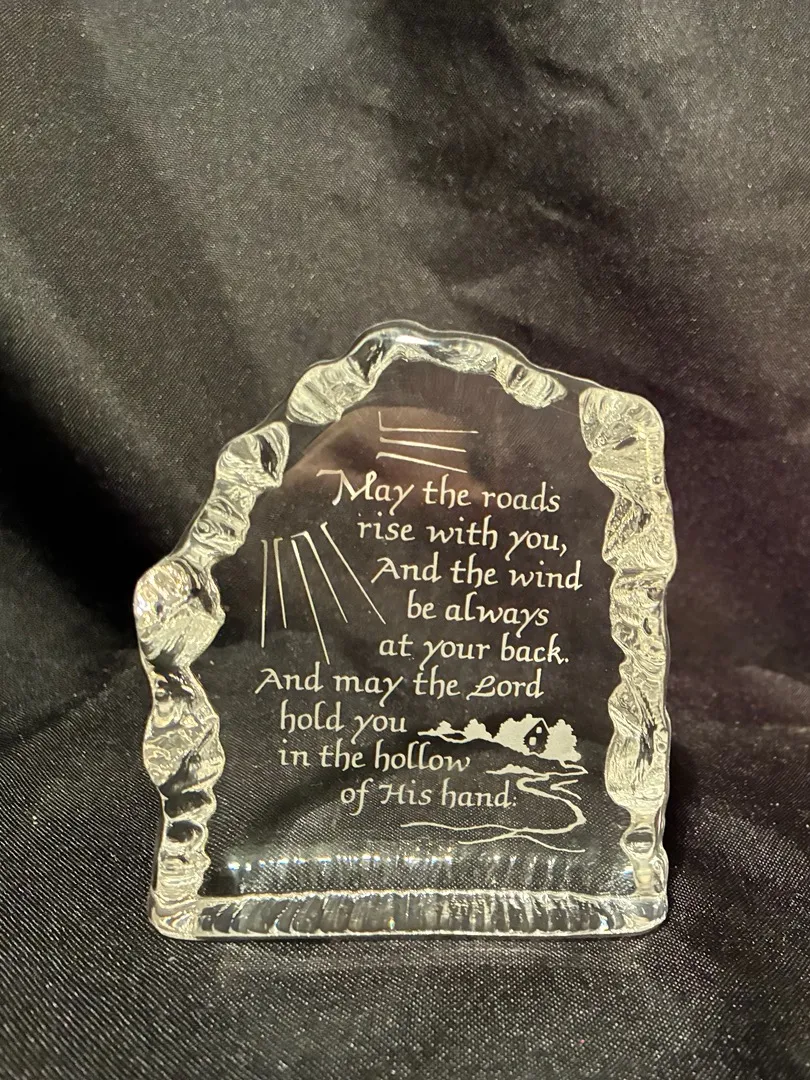 May the roads
rise with you,
And the wind
be always
at your back.
And may the Lord
hold you
in the hollow
of His hand.